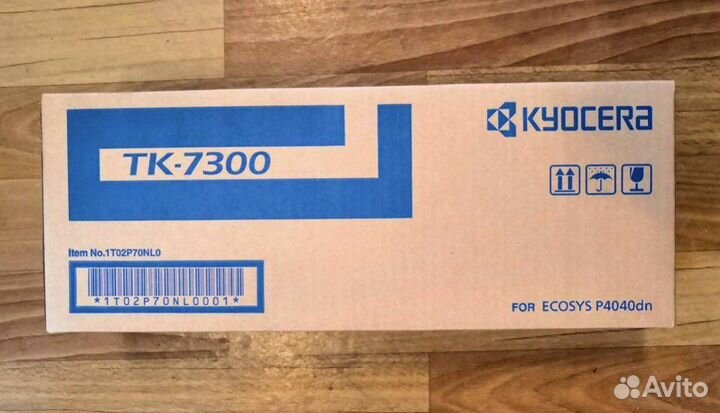 KYOCERA
TK-7300
Item No.1T02P70NL0
*1T02P70NL0001*
FOR ECOSYS P4040dn
Avito